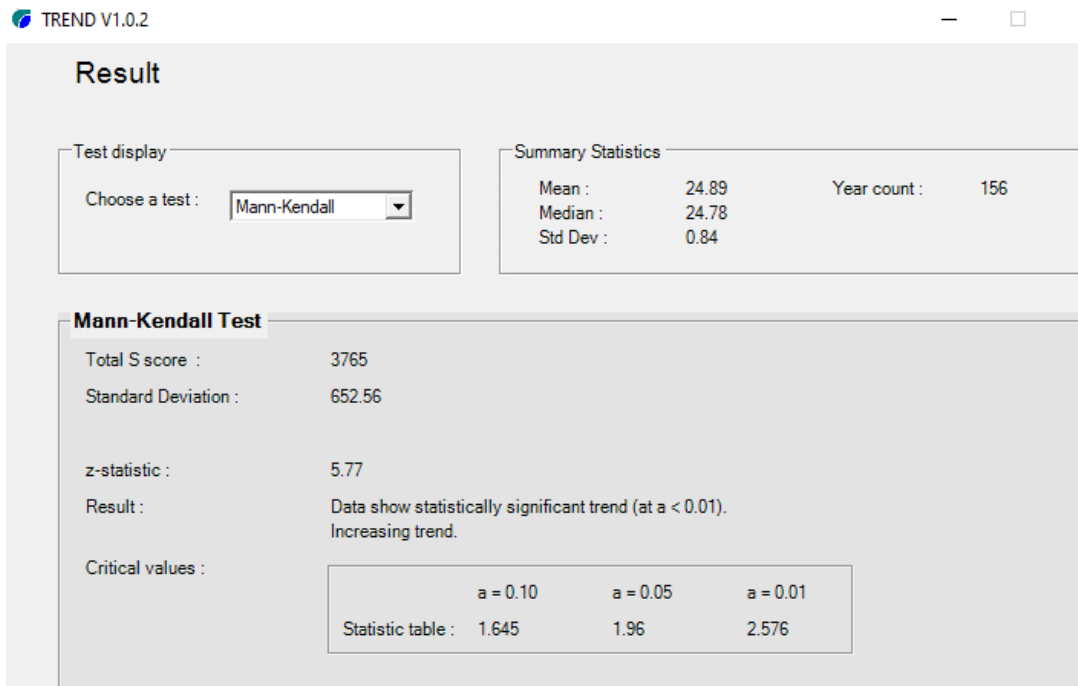 TREND V1.0.2
Result
Test display
Choose a test :
Mann-Kendall
Summary Statistics
Mean : 24.89 Year count : 156
Median : 24.78
Std Dev : 0.84
Mann-Kendall Test
Total S score : 3765
Standard Deviation : 652.56
z-statistic : 5.77
Result : Data show statistically significant trend (at a < 0.01).
Increasing trend.
Critical values :
a = 0.10 a = 0.05 a = 0.01
Statistic table : 1.645 1.96 2.576